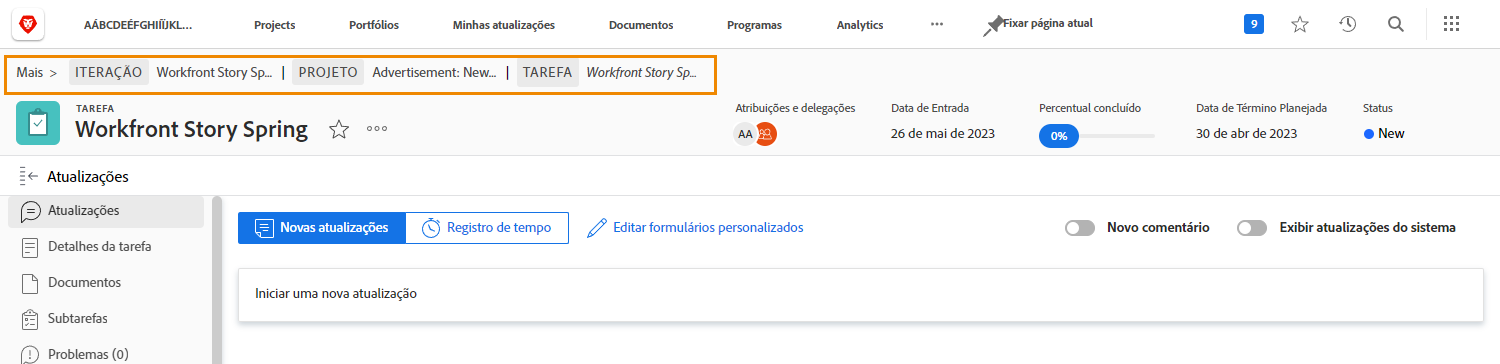 AÁBCDEÉFGHIÍÏJKL... Projects Portfólios Minhas atualizações Documentos Programas Analytics ••• Fixar página atual 9
Mais > ITERAÇÃO Workfront Story Sp... | PROJETO Advertisement: New... | TAREFA Workfront Story Sp...
TAREFA
Workfront Story Spring
Atribuições e delegações Data de Entrada Percentual concluído Data de Término Planejada Status
AA 26 de mai de 2023 0% 30 de abr de 2023 New
Atualizações
Atualizações
Detalhes da tarefa
Documentos
Subtarefas
Problemas (0)
Novas atualizações Registro de tempo Editar formulários personalizados Novo comentário Exibir atualizações do sistema
Iniciar uma nova atualização